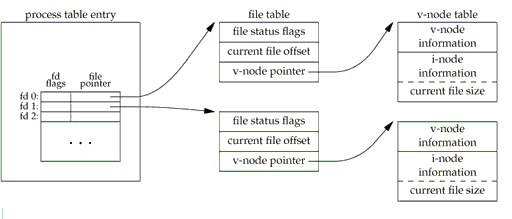 process table entry
fd
flags
file
pointer
fd 0:
fd 1:
fd 2:
. . .
file table
file status flags
current file offset
v-node pointer
file status flags
current file offset
v-node pointer
v-node table
v-node
information
i-node
information
current file size
v-node
information
i-node
information
current file size